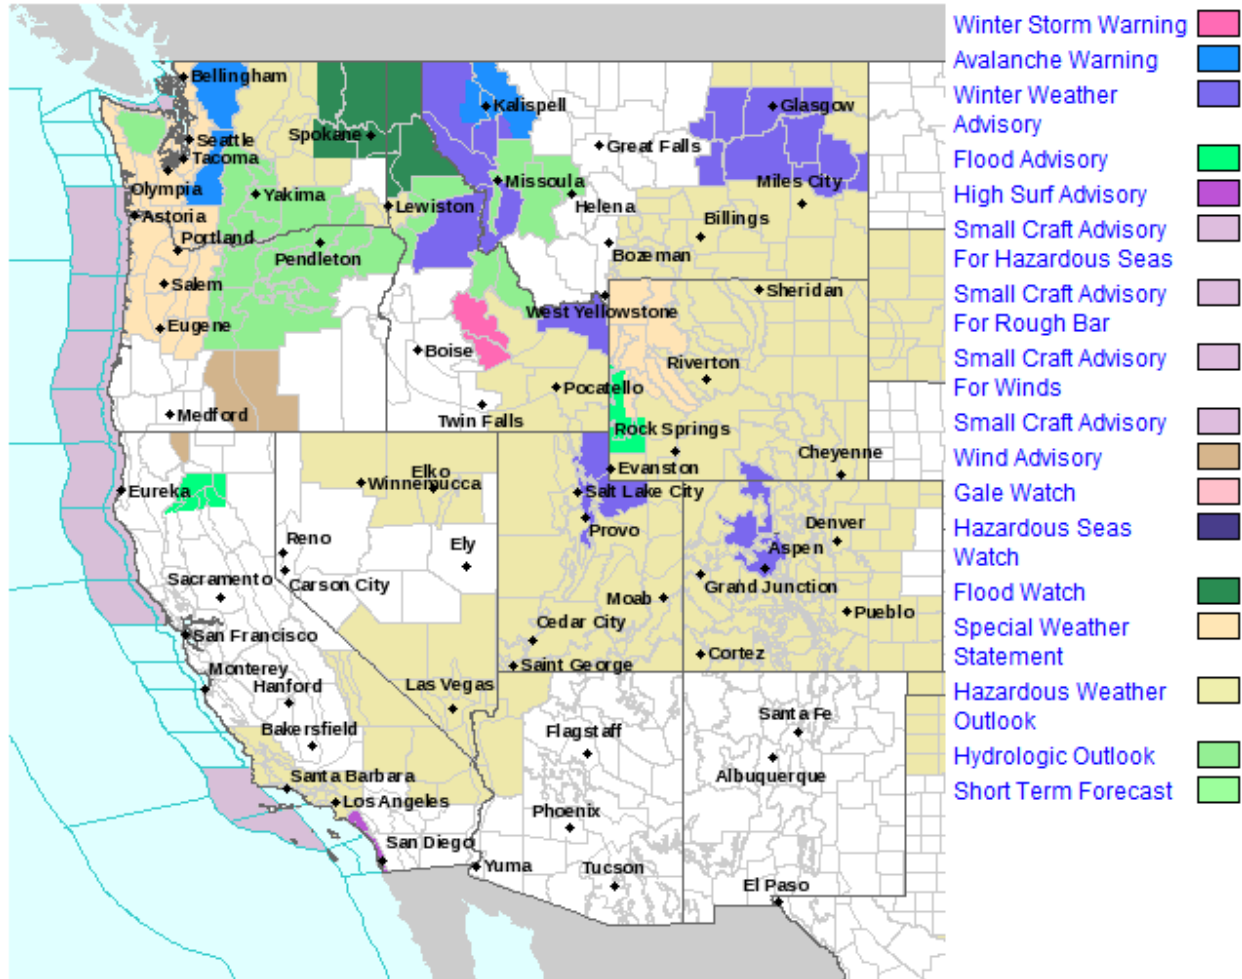 Bellingham
Seattle
Tacoma
Olympia
Astoria
Portland
Salem
Eugene
Medford
Spokane
Yakima
Pendleton
Lewiston
Kalispell
Missoula
Great Falls
Helena
Bozeman
Glasgow
Miles City
Billings
West Yellowstone
Sheridan
Riverton
Boise
Pocatello
Twin Falls
Rock Springs
Cheyenne
Evanston
Eureka
Winnemucca
Elko
Salt Lake City
Provo
Reno
Carson City
Ely
Denver
Aspen
Grand Junction
Pueblo
Sacramento
San Francisco
Moab
Cedar City
Saint George
Cortez
Monterey
Hanford
Las Vegas
Bakersfield
Flagstaff
Santa Fe
Albuquerque
Santa Barbara
Los Angeles
Phoenix
San Diego
Yuma
Tucson
El Paso
Winter Storm Warning
Avalanche Warning
Winter Weather
Advisory
Flood Advisory
High Surf Advisory
Small Craft Advisory
For Hazardous Seas
Small Craft Advisory
For Rough Bar
Small Craft Advisory
For Winds
Small Craft Advisory
Wind Advisory
Gale Watch
Hazardous Seas
Watch
Flood Watch
Special Weather
Statement
Hazardous Weather
Outlook
Hydrologic Outlook
Short Term Forecast